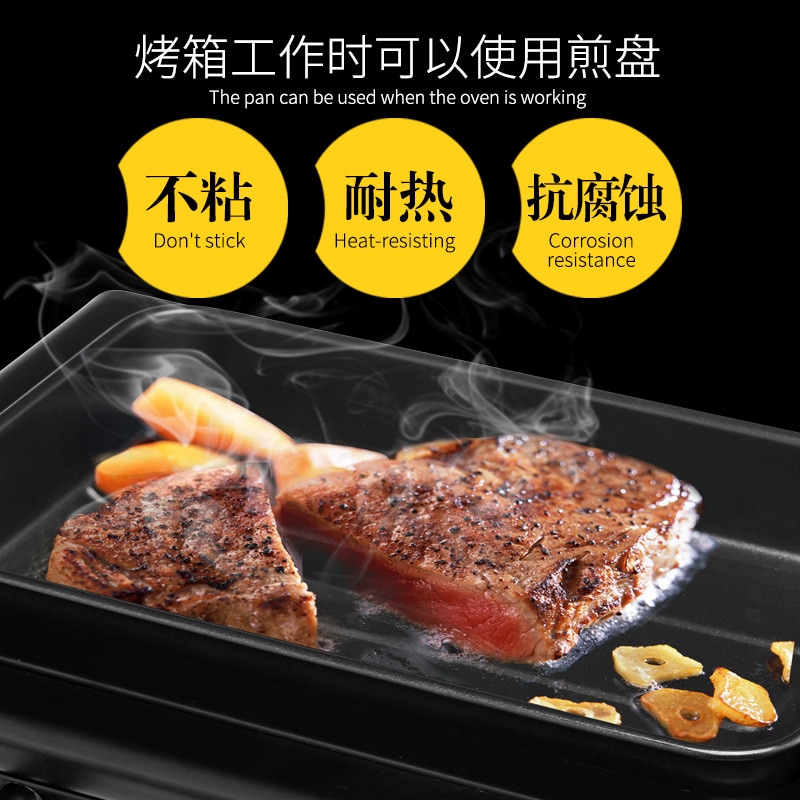 烤箱工作时可以使用煎盘
The pan can be used when the oven is working
不粘
Don't stick
耐热
Heat-resisting
抗腐蚀
Corrosion
resistance